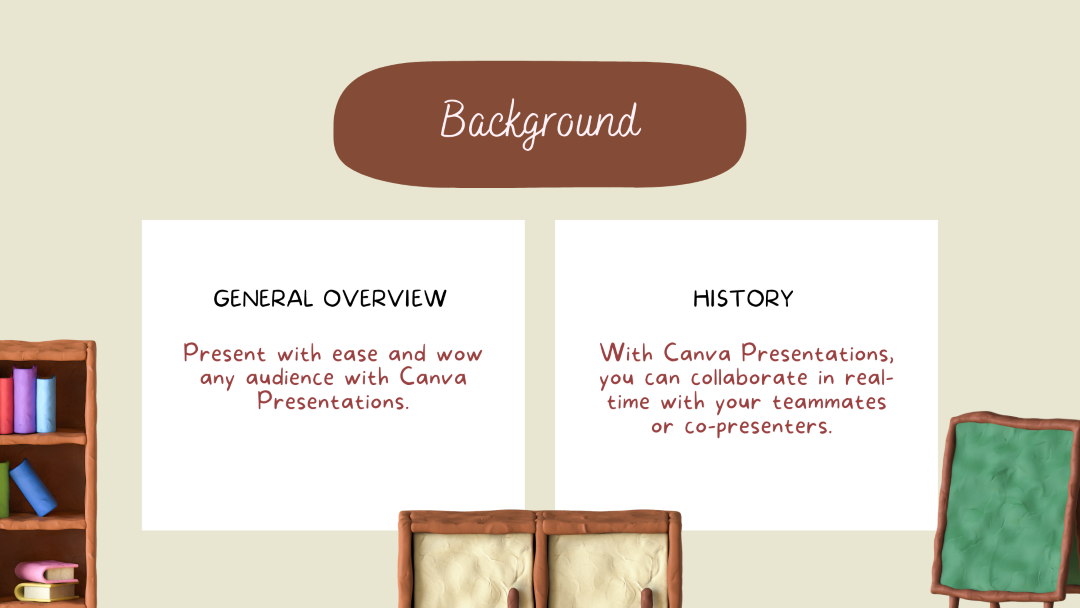 Background
GENERAL OVERVIEW
Present with ease and wow
any audience with Canva
Presentations.
HISTORY
With Canva Presentations,
you can collaborate in real-
time with your teammates
or co-presenters.